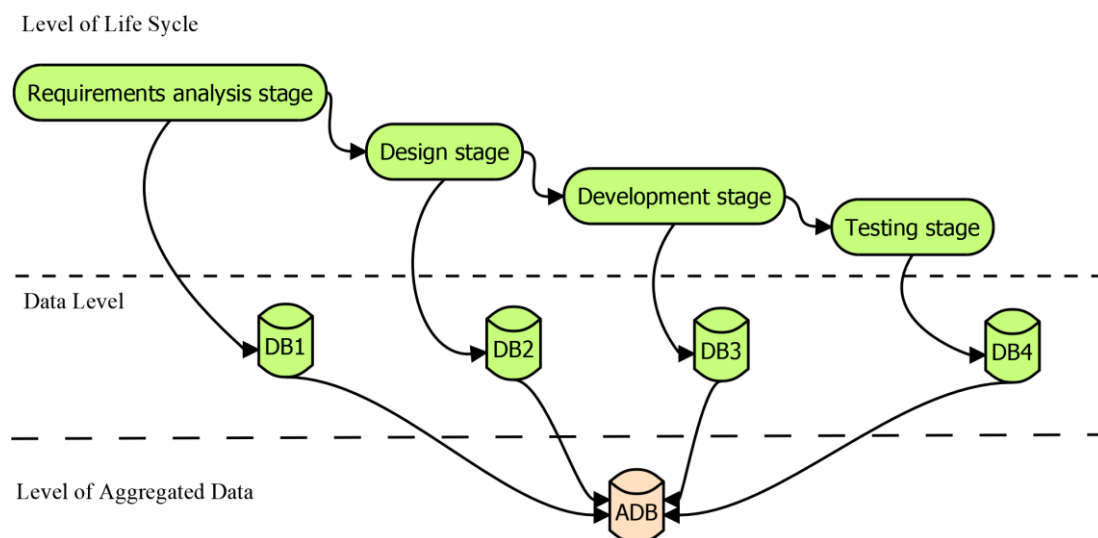 Level of Life Sycle
Requirements analysis stage
Design stage
Development stage
Testing stage
Data Level
DB1
DB2
DB3
DB4
Level of Aggregated Data
ADB